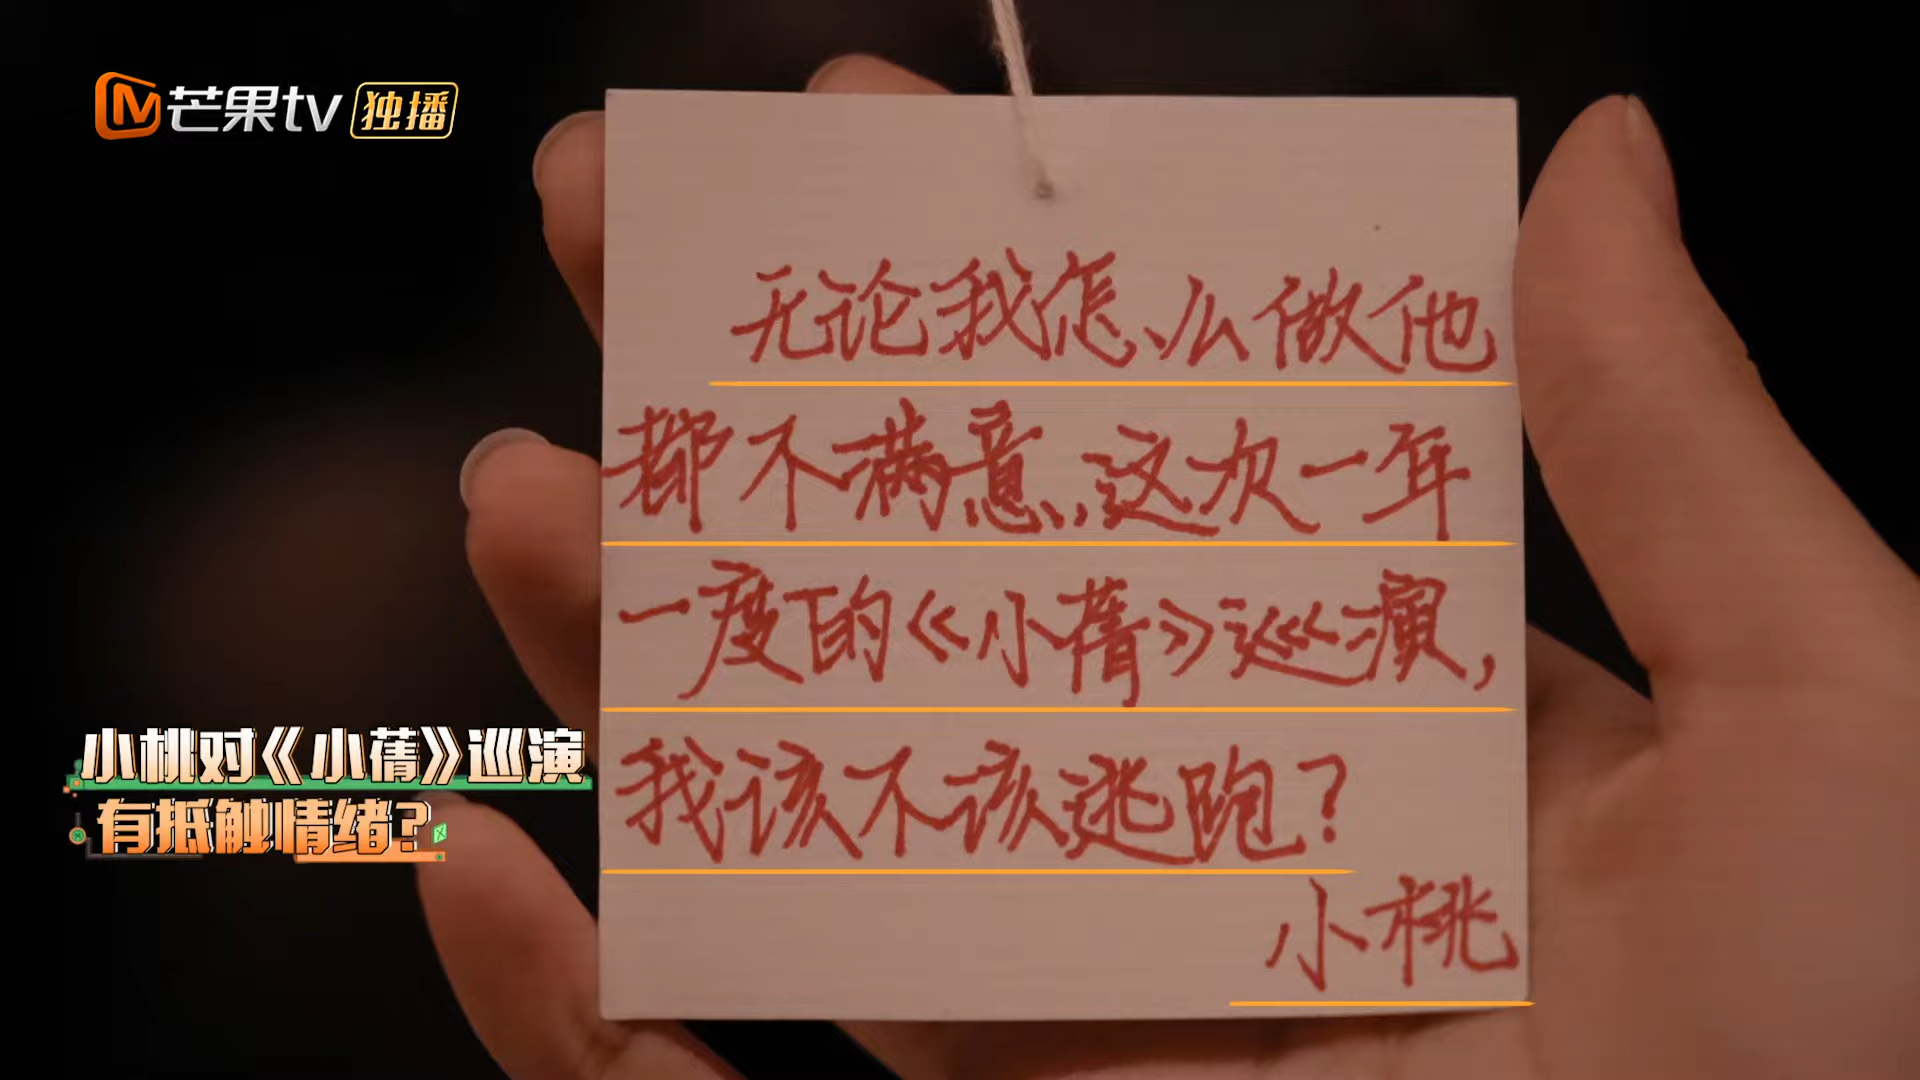 芒果tv 独播
无论我怎么做他
都不满意,这次一年
一度的《小蒨》巡演,
我该不该逃跑?
小桃
小桃对《小蒨》巡演
有抵触情绪?